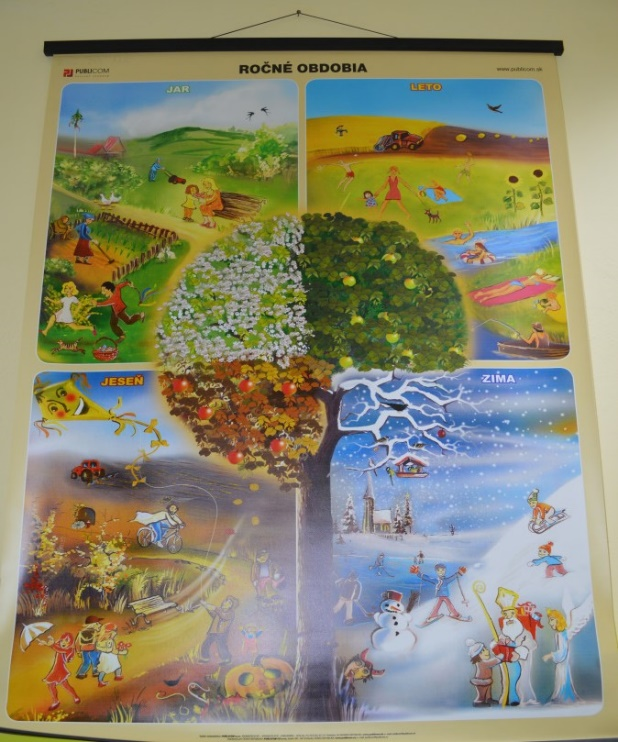 PUBLICOM
ROČNÉ OBDOBIA
www.publicom.sk
JAR
LETO
JESEŇ
ZIMA